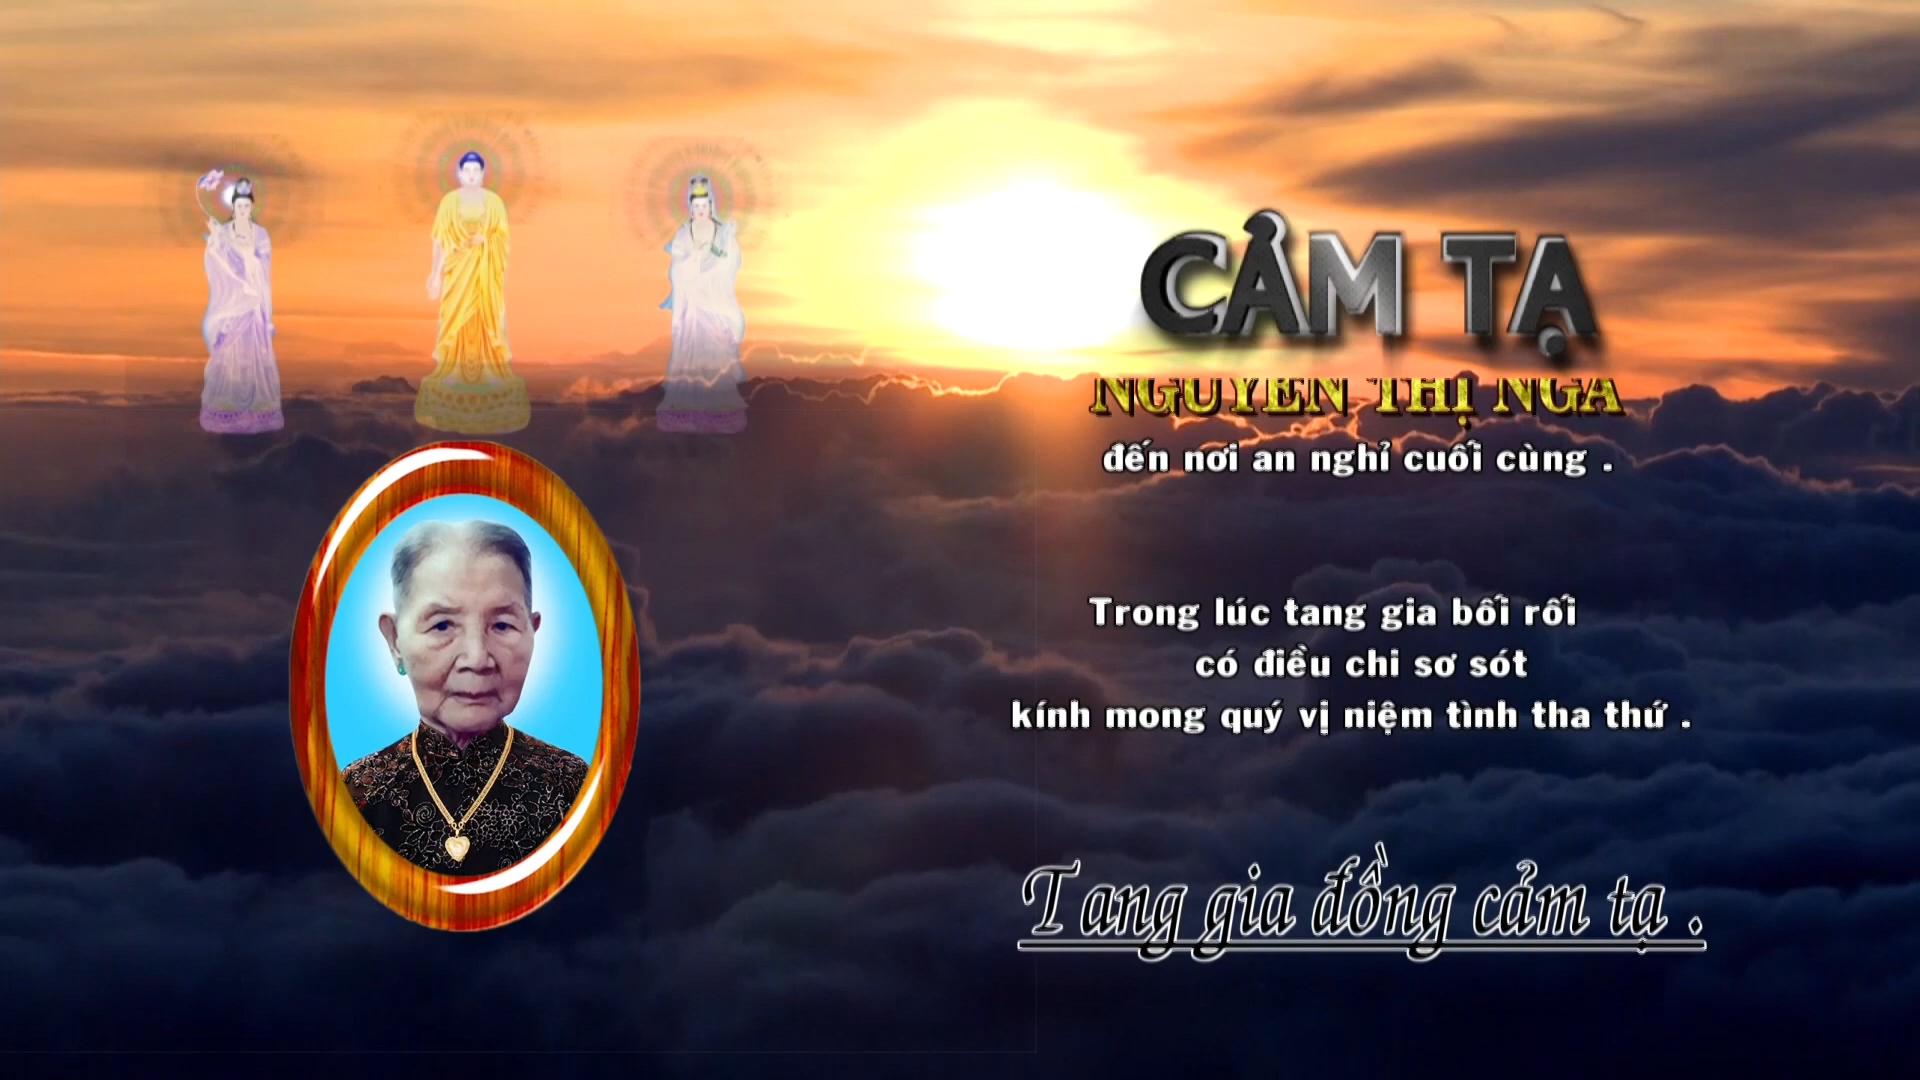 CẢM TẠ
NGUYỄN THỊ NGA
đến nơi an nghỉ cuối cùng .
Trong lúc tang gia bối rối
có điều chi sơ sót
kính mong quý vị niệm tình tha thứ .
Tang gia đồng cảm tạ .